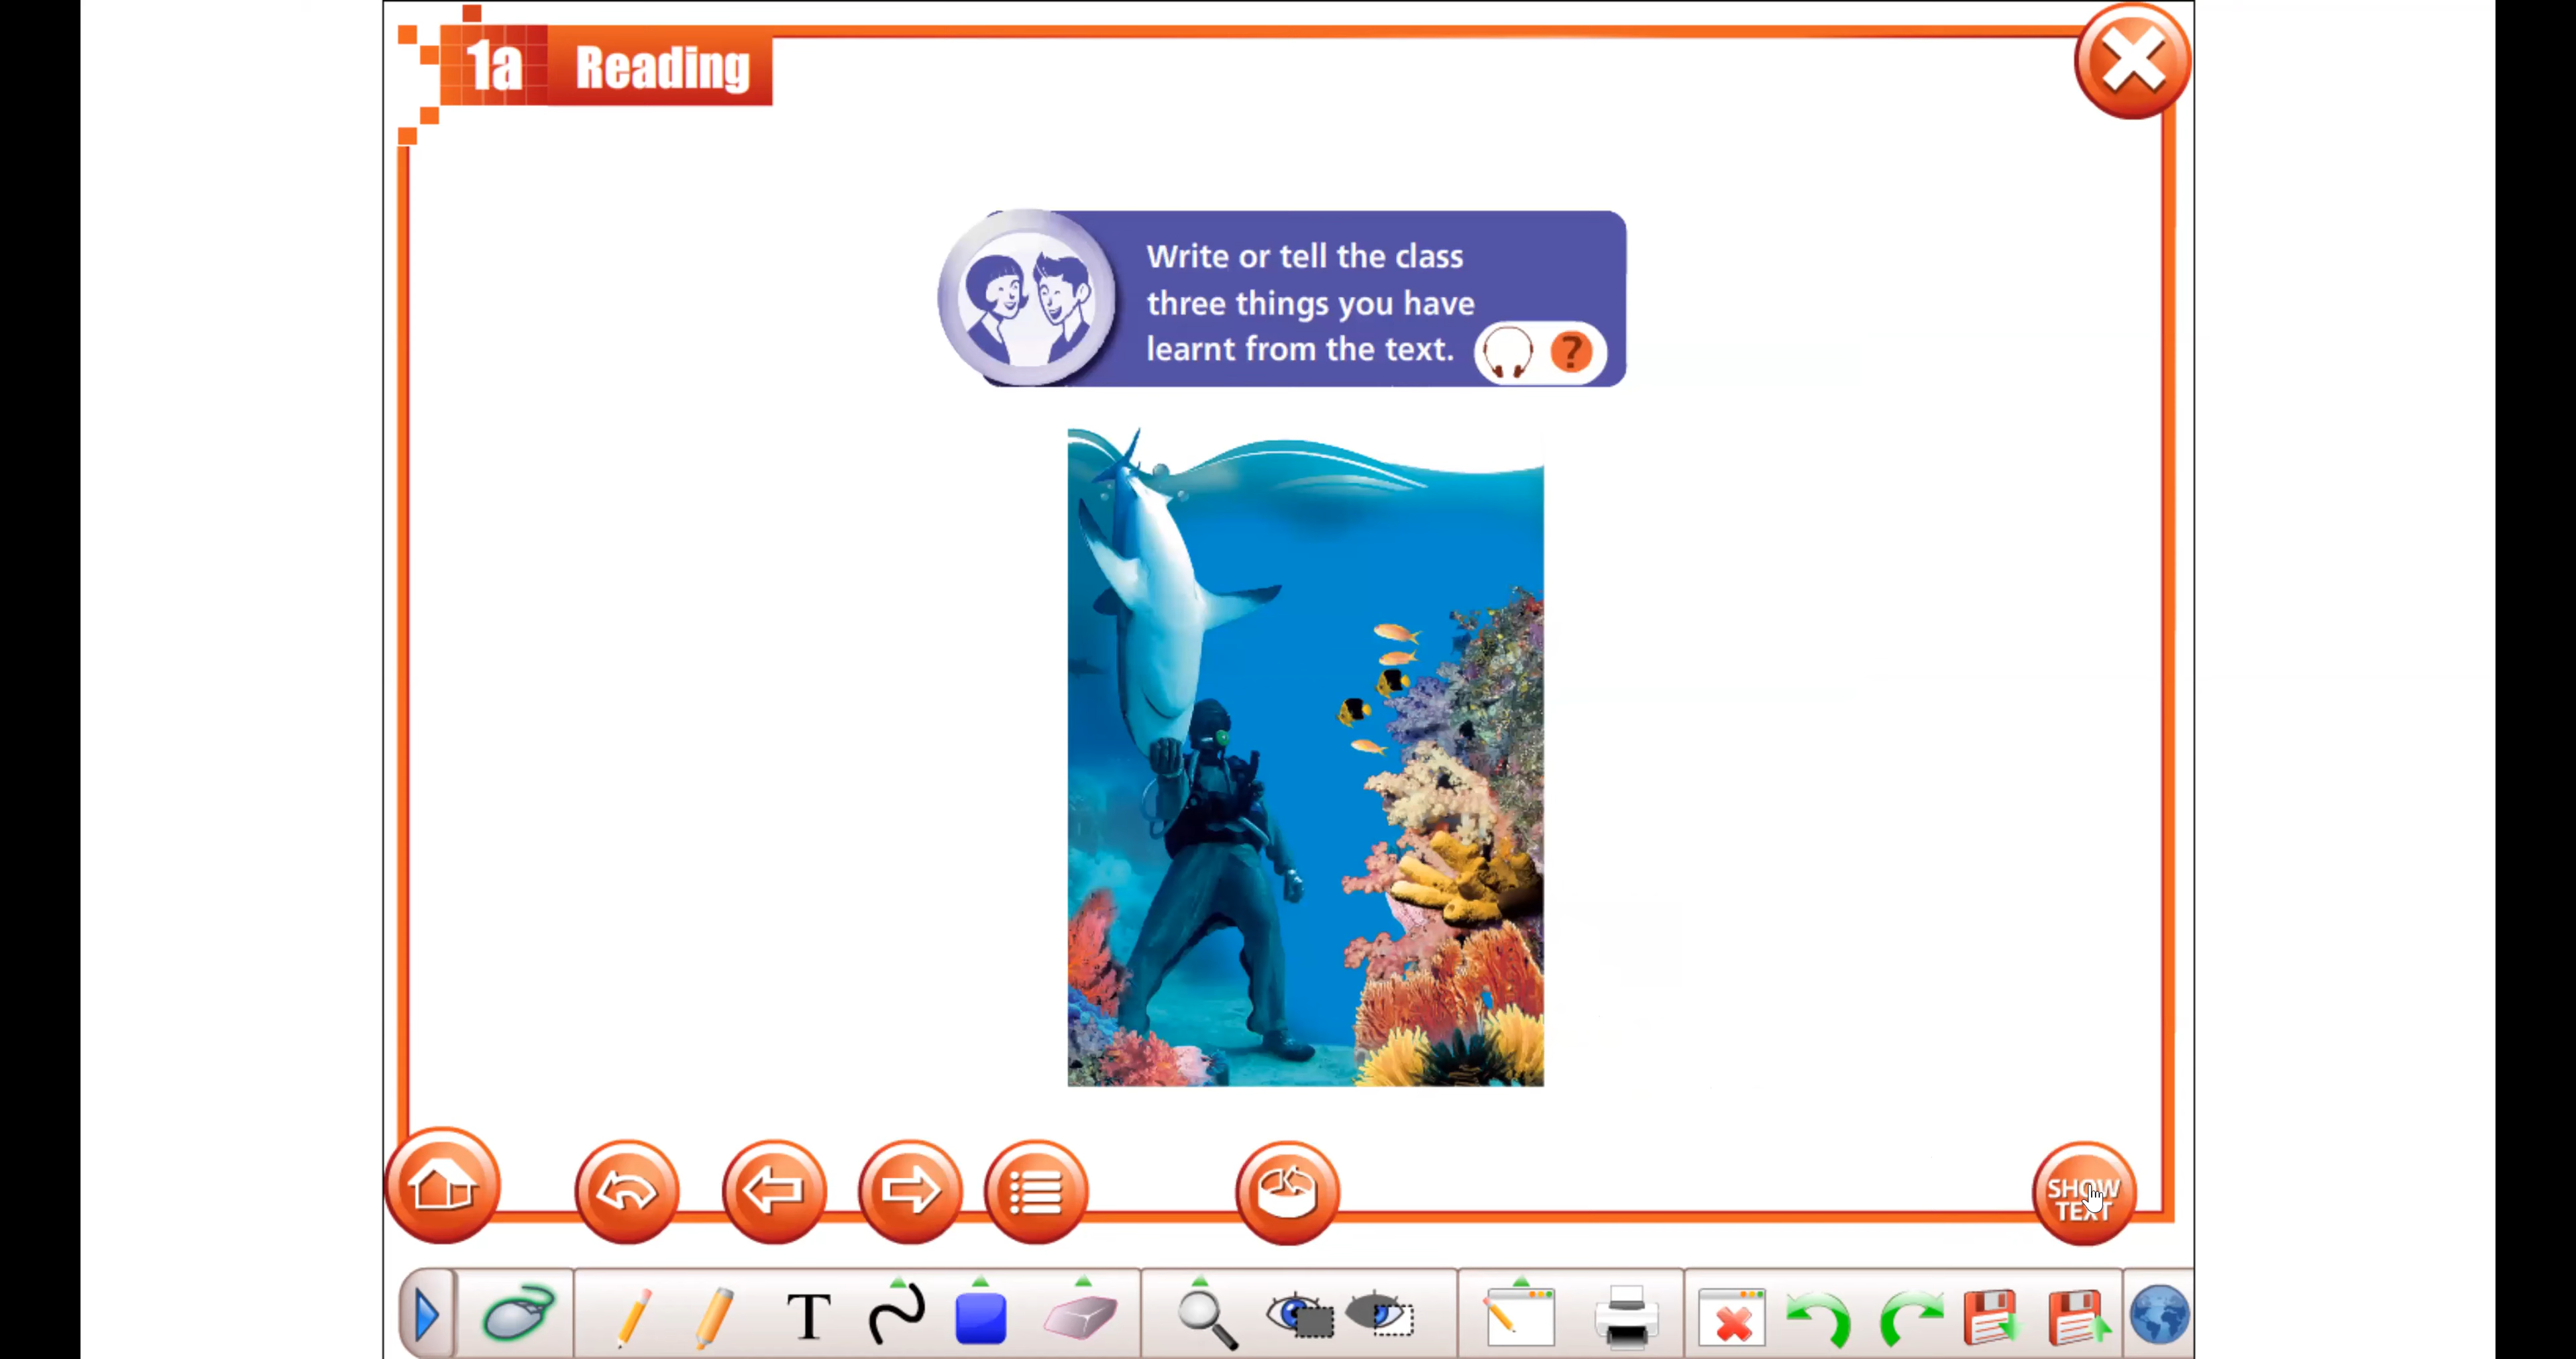 1a Reading
Write or tell the class
three things you have
learnt from the text.
?
SHOW
TEXT
T